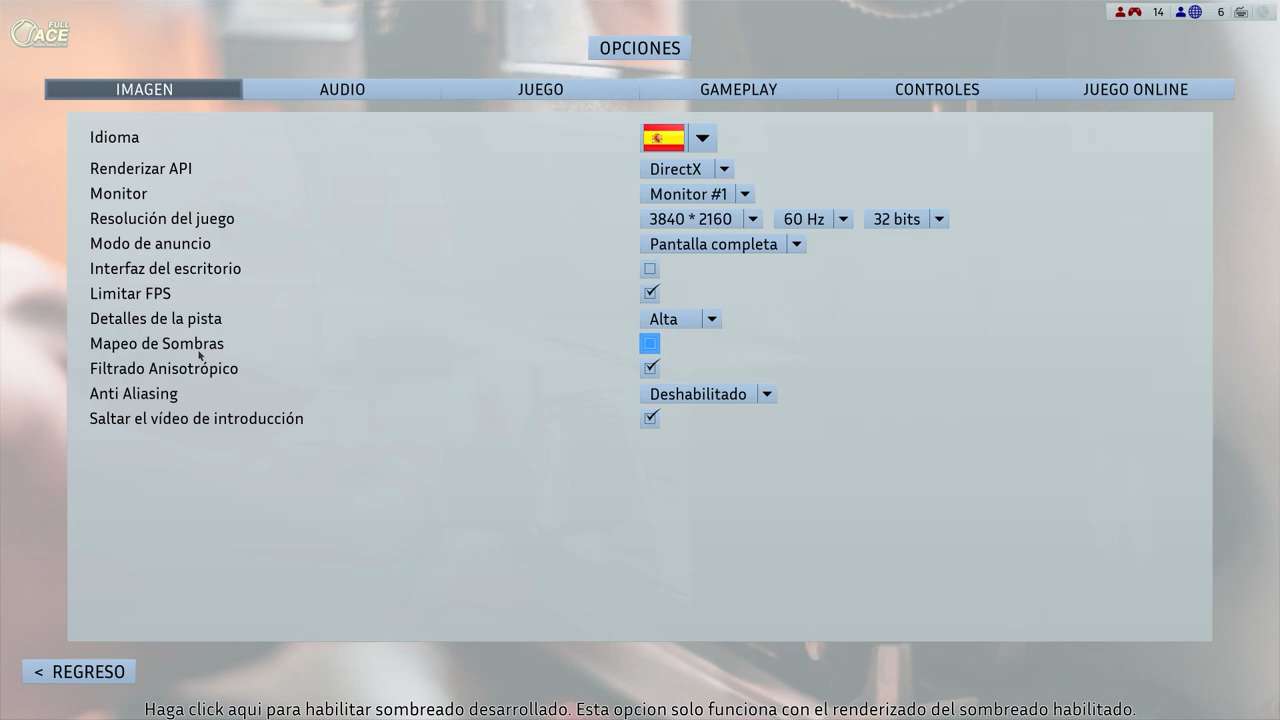 FULL
ACE
14
6
OPCIONES
IMAGEN AUDIO JUEGO GAMEPLAY CONTROLES JUEGO ONLINE
Idioma
Renderizar API DirectX
Monitor Monitor #1
Resolución del juego 3840 * 2160 60 Hz 32 bits
Modo de anuncio Pantalla completa
Interfaz del escritorio
Limitar FPS
Detalles de la pista Alta
Mapeo de Sombras
Filtrado Anisotrópico
Anti Aliasing Deshabilitado
Saltar el vídeo de introducción
< REGRESO
Haga click aqui para habilitar sombreado desarrollado. Esta opcion solo funciona con el renderizado del sombreado habilitado.